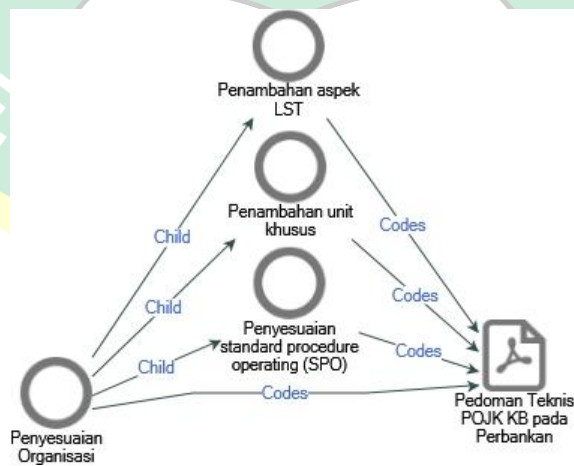 Penambahan aspek
LST
Penambahan unit
khusus
Child
Codes
Child
Codes
Penyesuaian
standard procedure
operating (SPO)
Child
Codes
Codes
Penyesuaian
Organisasi
Pedoman Teknis
POJK KB pada
Perbankan